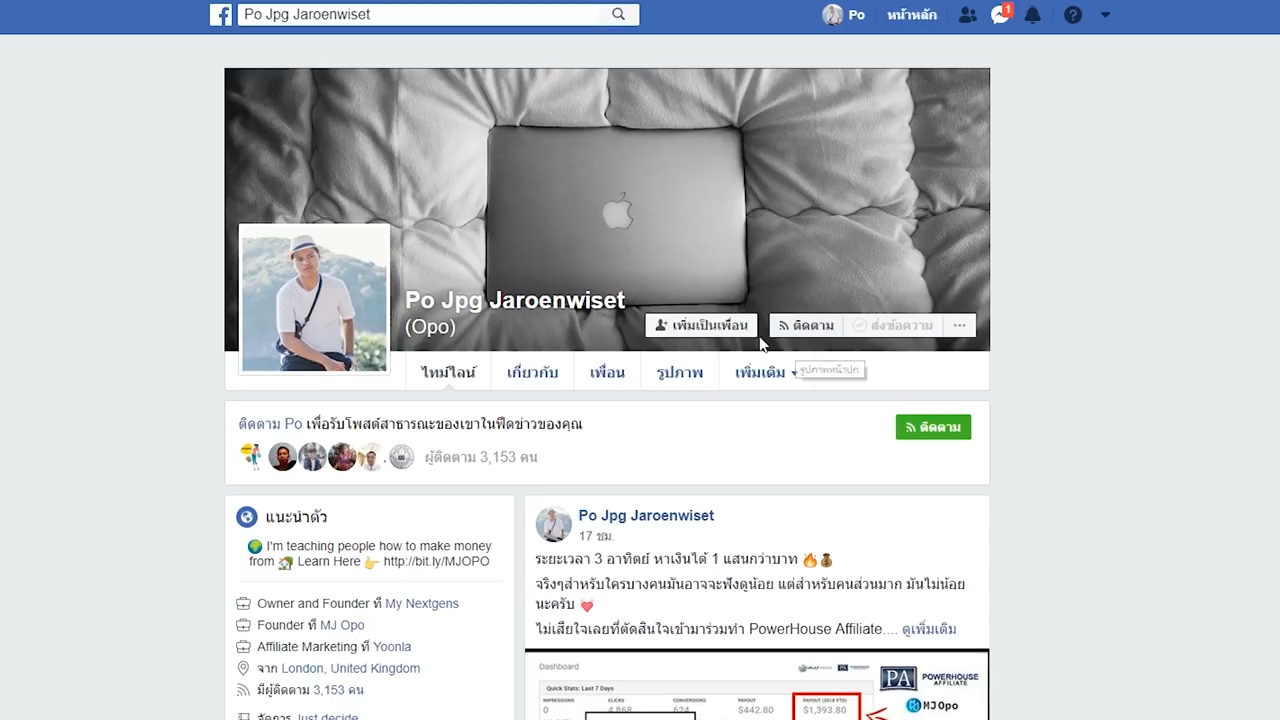 Po Jpg Jaroenwiset
Po
หน้าหลัก
1
Po Jpg Jaroenwiset
(Opo)
เพิ่มเป็นเพื่อน
ติดตาม
ส่งข้อความ
ไทม์ไลน์
เกี่ยวกับ
เพื่อน
รูปภาพ
เพิ่มเติม
รูปภาพหน้าปก
ติดตาม Po เพื่อรับโพสต์สาธารณะของเขาในฟีดข่าวของคุณ
ติดตาม
ผู้ติดตาม 3,153 คน
แนะนำตัว
I'm teaching people how to make money
from Learn Here http://bit.ly/MJOPO
Owner and Founder ที่ My Nextgens
Founder ที่ MJ Opo
Affiliate Marketing ที่ Yoonla
จาก London, United Kingdom
มีผู้ติดตาม 3,153 คน
จัดการ Just decide
Po Jpg Jaroenwiset
17 ชม.
ระยะเวลา 3 อาทิตย์ หาเงินได้ 1 แสนกว่าบาท
จริงๆสำหรับใครบางคนมันอาจจะฟังดูน้อย แต่สำหรับคนส่วนมาก มันไม่น้อย
นะครับ
ไม่เสียใจเลยที่ตัดสินใจเข้ามาร่วมทำ PowerHouse Affiliate.... ดูเพิ่มเติม
Dashboard
Quick Stats: Last 7 Days
IMPRESSIONS
CLICKS
CONVERSIONS
PAYOUT
PAYOUT (2018 YTD)
0
4,868
624
$442.80
$1,393.80
PA
POWERHOUSE
AFFILIATE
MJ Opo